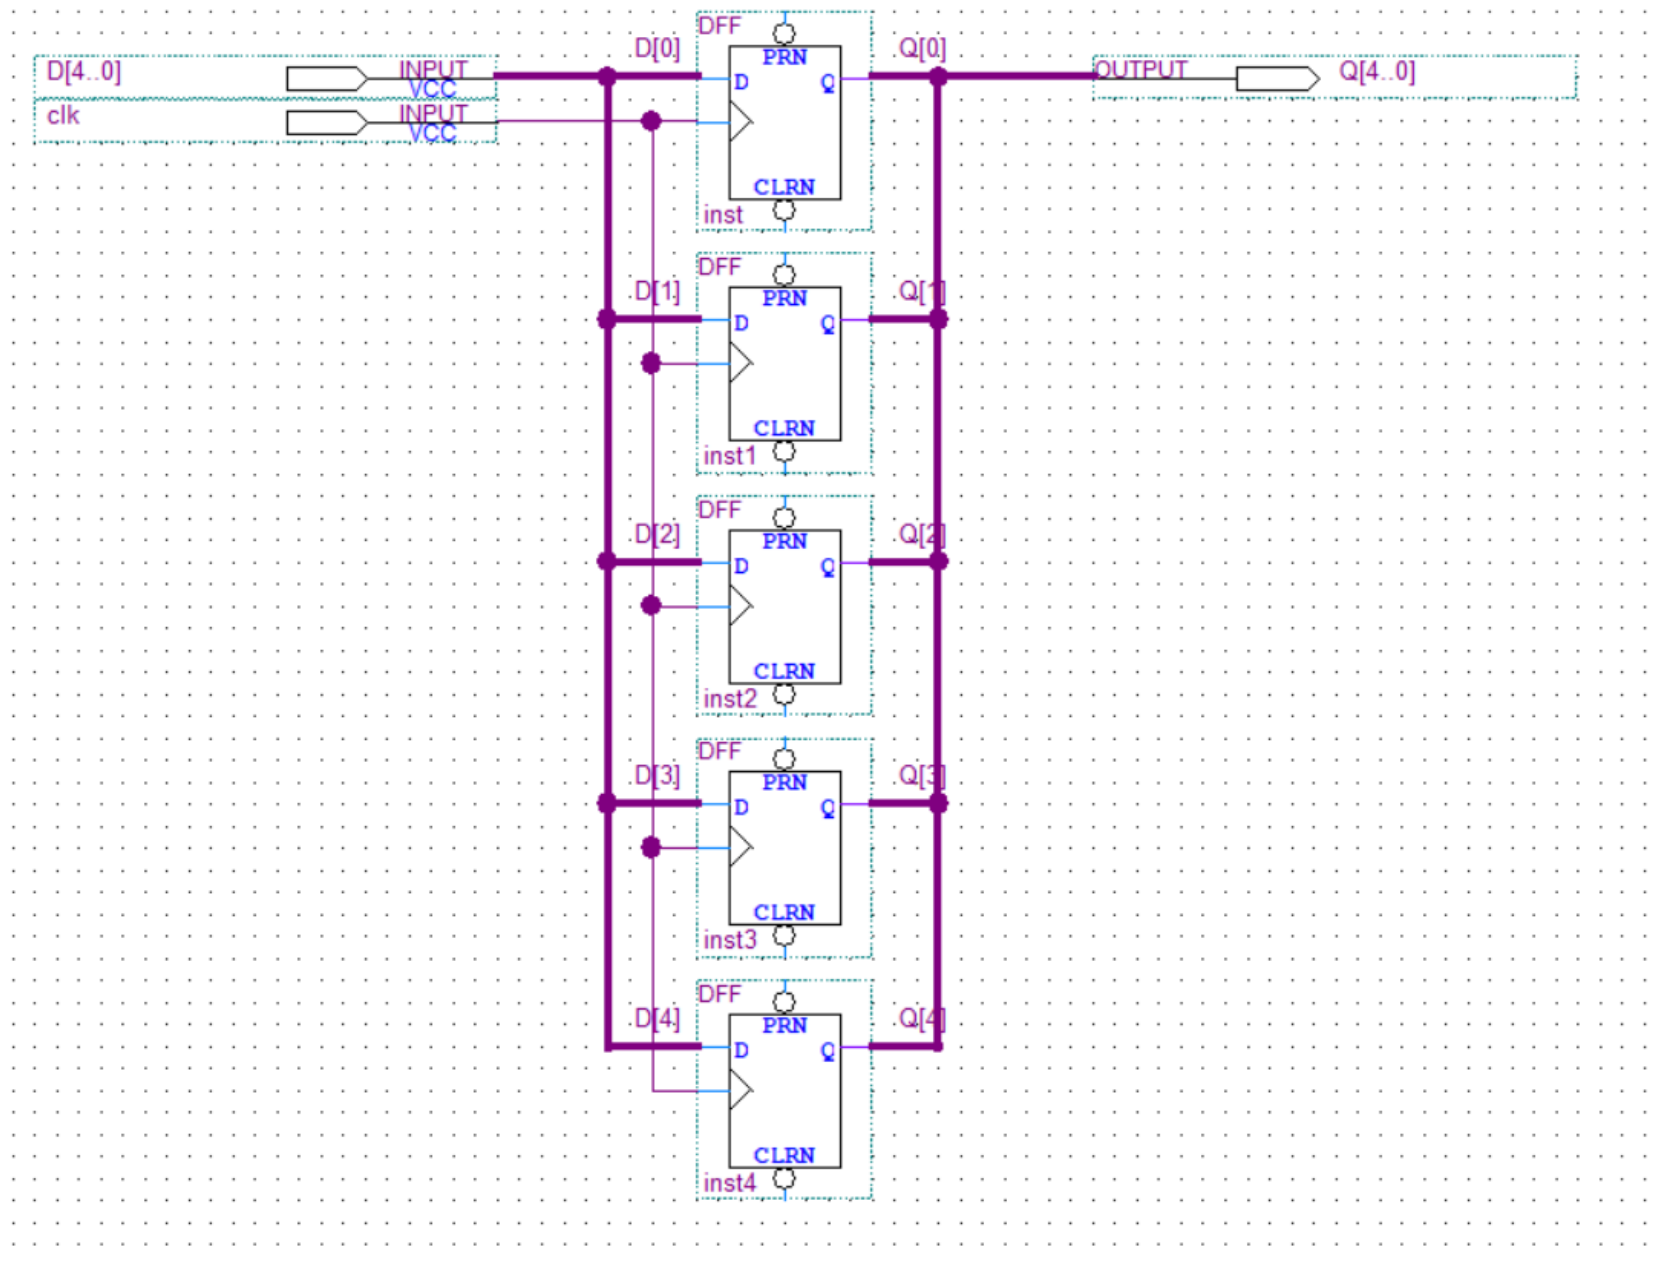 D[4..0]
INPUT
VCC
clk
INPUT
VCC
D[0]
DFF
PRN
D
Q
CLRN
inst
Q[0]
OUTPUT
Q[4..0]
D[1]
DFF
PRN
D
Q
CLRN
inst1
Q[1]
D[2]
DFF
PRN
D
Q
CLRN
inst2
Q[2]
D[3]
DFF
PRN
D
Q
CLRN
inst3
Q[3]
D[4]
DFF
PRN
D
Q
CLRN
inst4
Q[4]